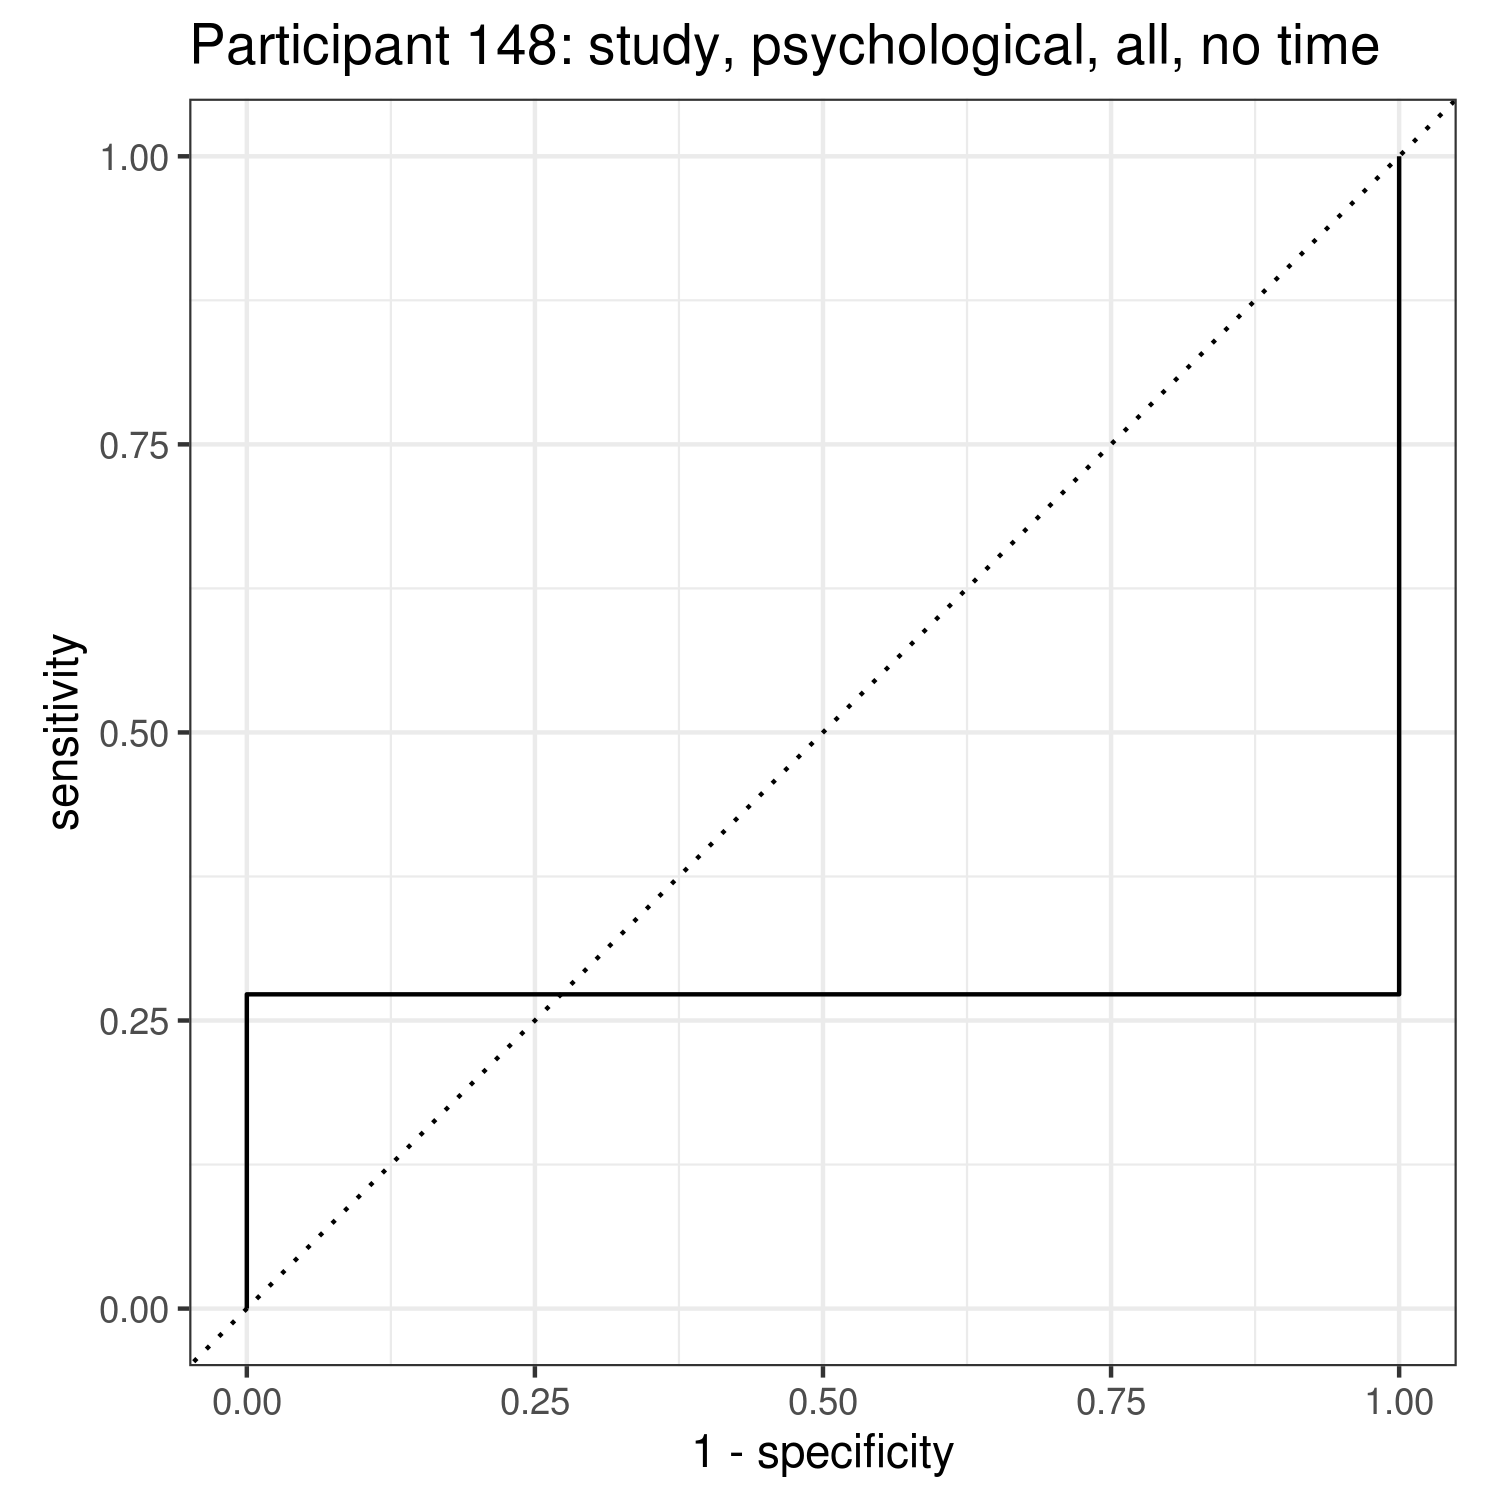 Participant 148: study, psychological, all, no time
1.00
0.75
0.50
0.25
0.00
sensitivity
0.00 0.25 0.50 0.75 1.00
1 - specificity